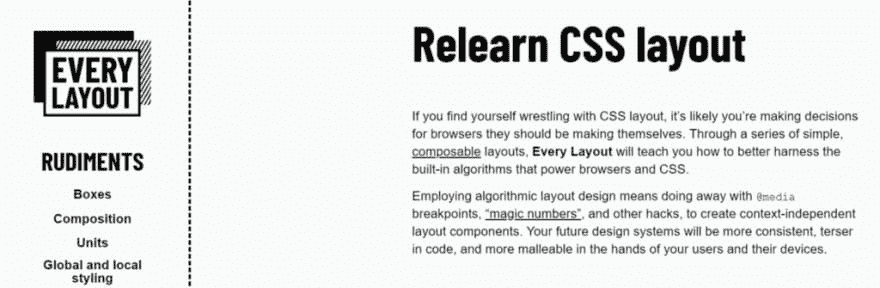 EVERY
LAYOUT
RUDIMENTS
Boxes
Composition
Units
Global and local
styling
Relearn CSS layout
If you find yourself wrestling with CSS layout, it's likely you're making decisions
for browsers they should be making themselves. Through a series of simple,
composable layouts, Every Layout will teach you how to better harness the
built-in algorithms that power browsers and CSS.
Employing algorithmic layout design means doing away with @media
breakpoints, “magic numbers”, and other hacks, to create context-independent
layout components. Your future design systems will be more consistent, terser
in code, and more malleable in the hands of your users and their devices.